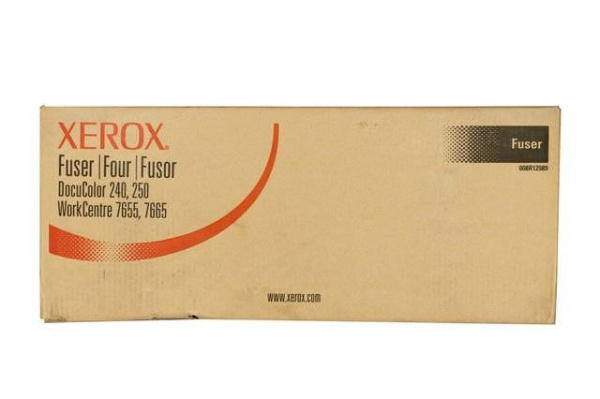 XEROX.
Fuser | Four | Fusor
DocuColor 240, 250
WorkCentre 7655, 7665
Fuser
008R12989
www.xerox.com